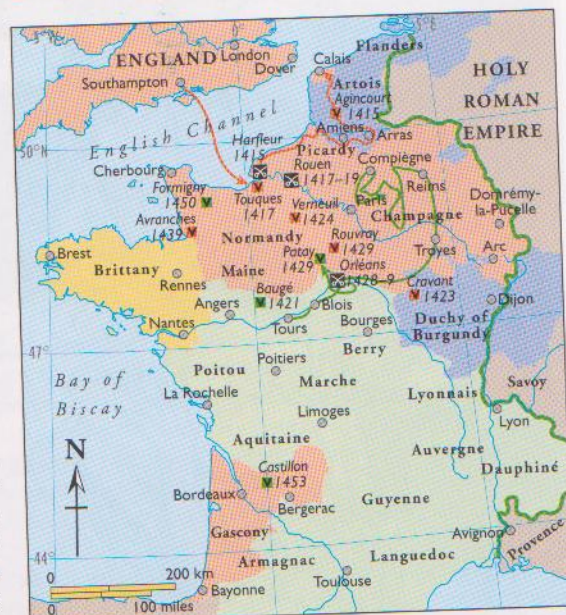 5°W
0°
5°E
ENGLAND
London
Dover
Southampton
Calais
Flanders
Artois
Agincourt
1415
HOLY
ROMAN
EMPIRE
English Channel
50°N
Amiens
Arras
Harfleur
1415
Picardy
Cherbourg
Rouen
1417-19
Compiègne
Reims
Formigny
1450
Touques
1417
Verneuil
1424
Paris
Champagne
Domrémy-
la-Pucelle
Avranches
1439
Normandy
Rouvray
1429
Troyes
Arc
Brest
Brittany
Maine
Patay
1429
Orléans
1428-9
Rennes
Baugé
1421
Cravant
1423
Angers
Blois
Dijon
Nantes
Tours
Bourges
Duchy of
Burgundy
47°N
Berry
Poitou
Poitiers
Bay of
Biscay
Marche
Lyonnais
Savoy
La Rochelle
Limoges
Lyon
Aquitaine
Auvergne
Dauphiné
N
Castillon
1453
Bordeaux
Bergerac
Guyenne
Gascony
Avignon
Provence
44°N
Armagnac
Languedoc
200 km
100 miles
Bayonne
Toulouse